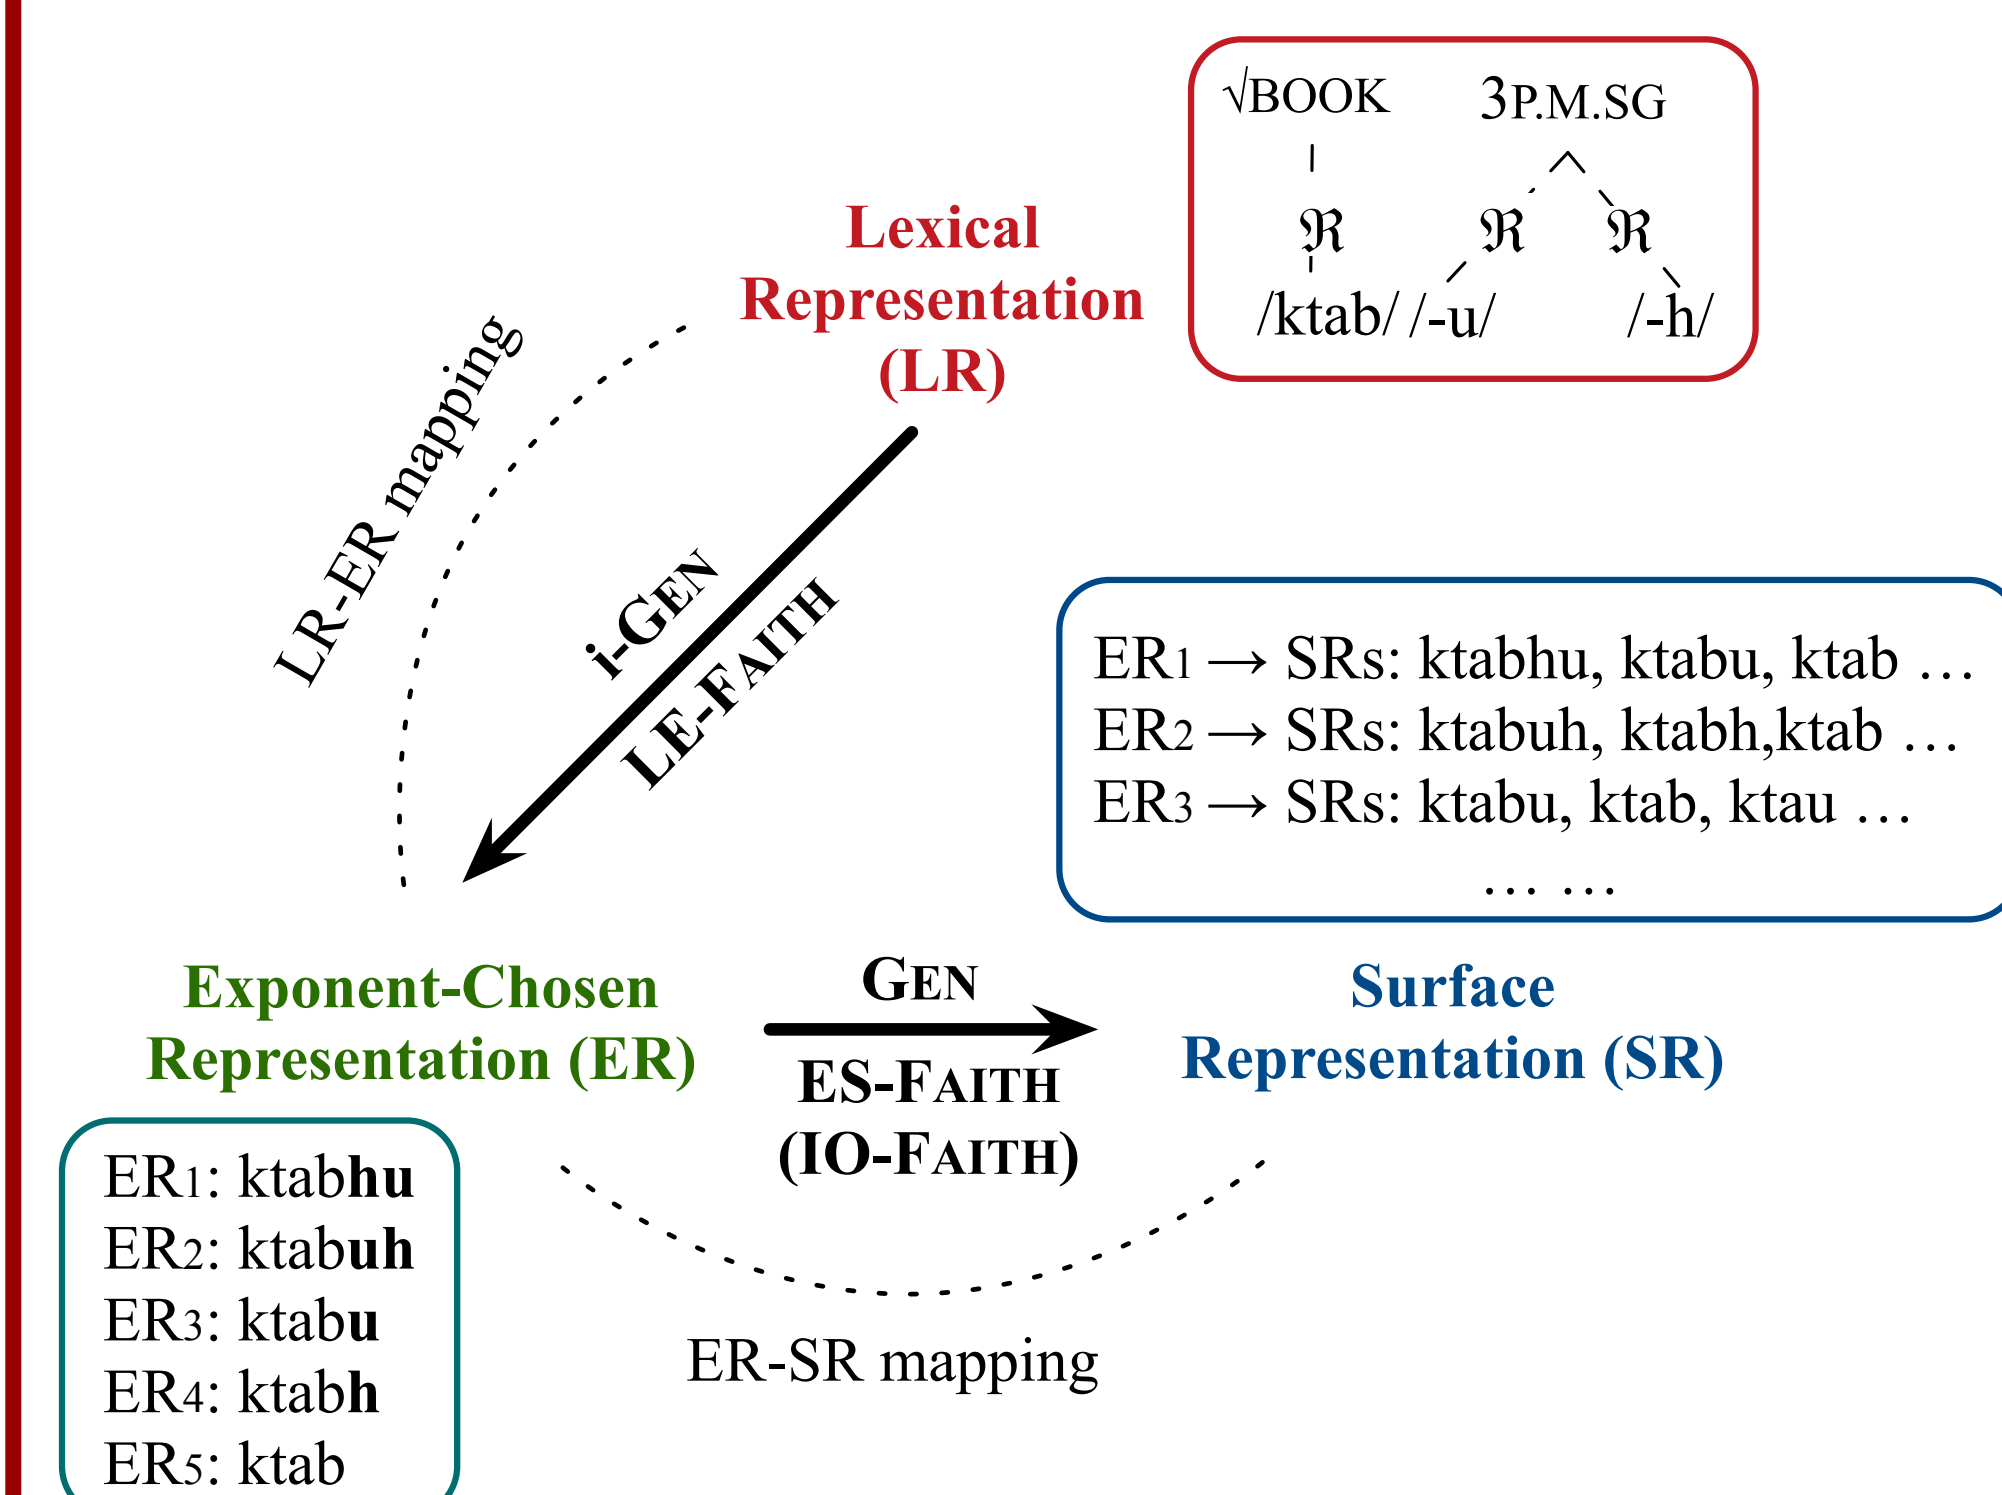 √BOOK 3P.M.SG
ℜ ℜ ℜ
/ktab/ /-u/ /-h/
Lexical
Representation
(LR)
LR-ER mapping
i-GEN
LE-FAITH
ER1 → SRs: ktabhu, ktabu, ktab …
ER2 → SRs: ktabuh, ktabh,ktab …
ER3 → SRs: ktabu, ktab, ktau …
… …
Exponent-Chosen
Representation (ER)
GEN
ES-FAITH
(IO-FAITH)
Surface
Representation (SR)
ER1: ktabhu
ER2: ktabuh
ER3: ktabu
ER4: ktabh
ER5: ktab
ER-SR mapping